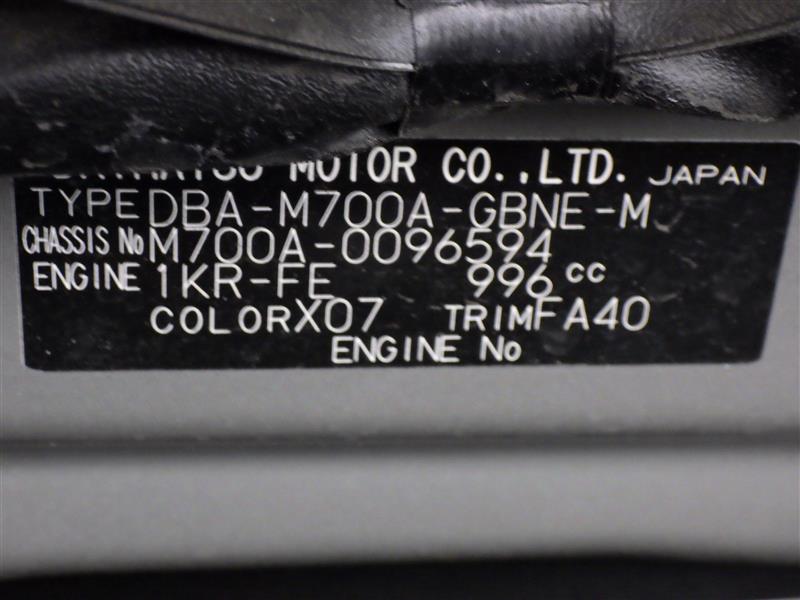 DAIHATSU MOTOR CO.,LTD. JAPAN
TYPE DBA-M700A-GBNE-M
CHASSIS No M700A-0096594
ENGINE 1KR-FE 996 cc
COLOR X07 TRIM FA40
ENGINE No